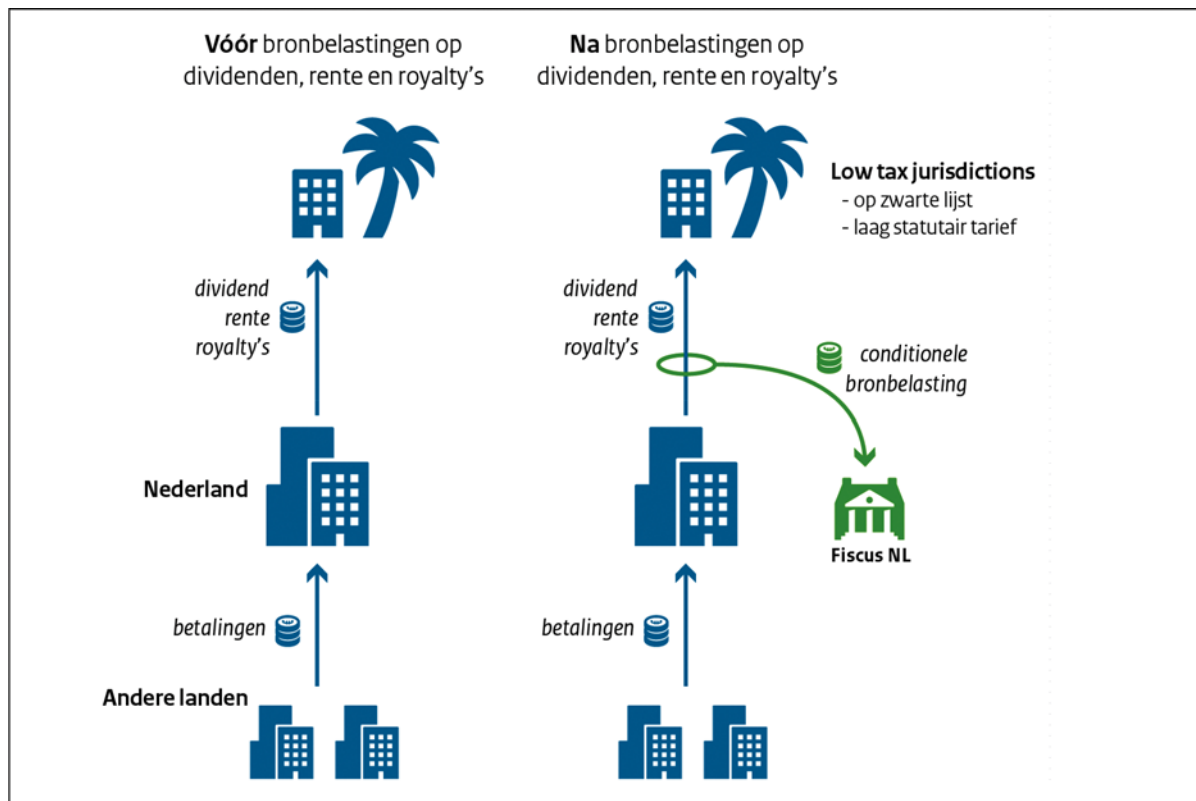 Vóór bronbelastingen op
dividenden, rente en royalty's
Na bronbelastingen op
dividenden, rente en royalty's
Low tax jurisdictions
- op zwarte lijst
- laag statutair tarief
dividend
rente
royalty's
dividend
rente
royalty's
conditionele
bronbelasting
Nederland
Fiscus NL
betalingen
betalingen
Andere landen